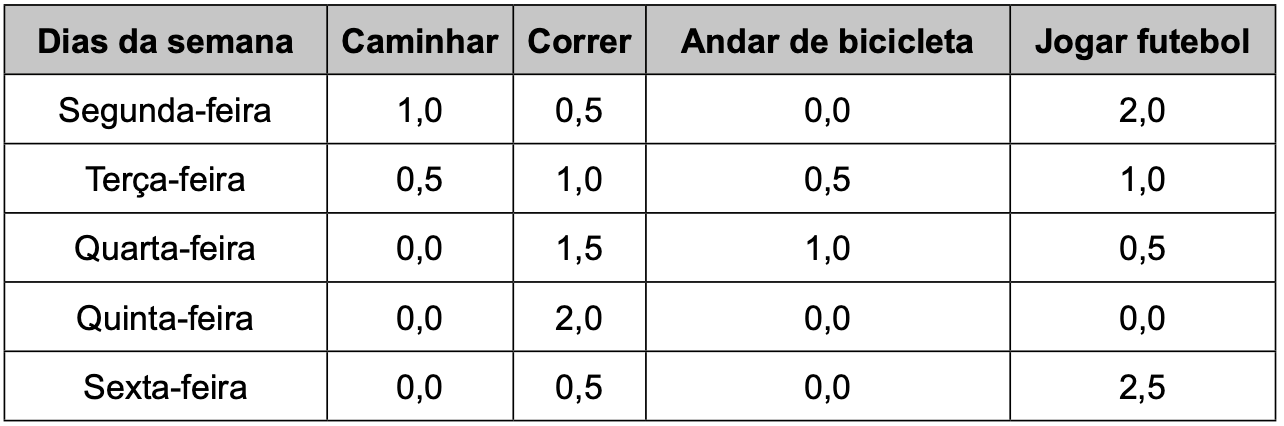 Dias da semana Caminhar Correr Andar de bicicleta Jogar futebol
Segunda-feira 1,0 0,5 0,0 2,0
Terça-feira 0,5 1,0 0,5 1,0
Quarta-feira 0,0 1,5 1,0 0,5
Quinta-feira 0,0 2,0 0,0 0,0
Sexta-feira 0,0 0,5 0,0 2,5